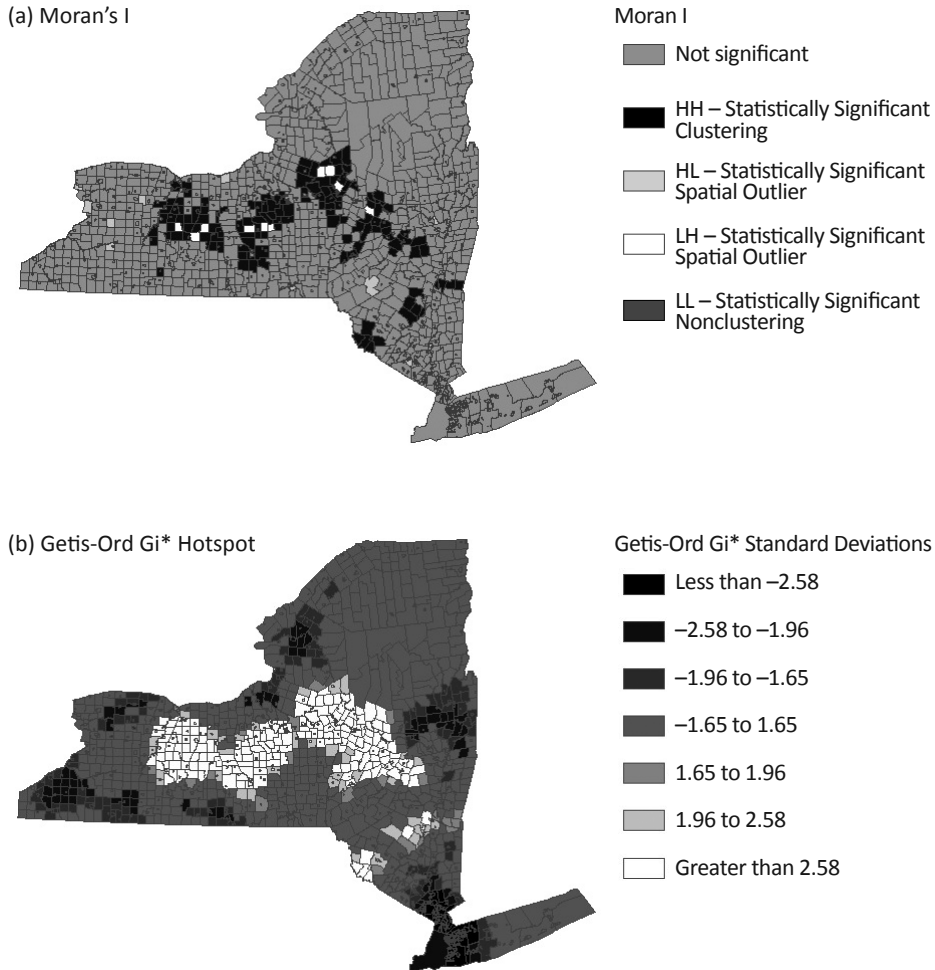 (a) Moran’s I
Moran I
Not significant
HH – Statistically Significant
Clustering
HL – Statistically Significant
Spatial Outlier
LH – Statistically Significant
Spatial Outlier
LL – Statistically Significant
Nonclustering
(b) Getis-Ord Gi* Hotspot
Getis-Ord Gi* Standard Deviations
Less than –2.58
–2.58 to –1.96
–1.96 to –1.65
–1.65 to 1.65
1.65 to 1.96
1.96 to 2.58
Greater than 2.58